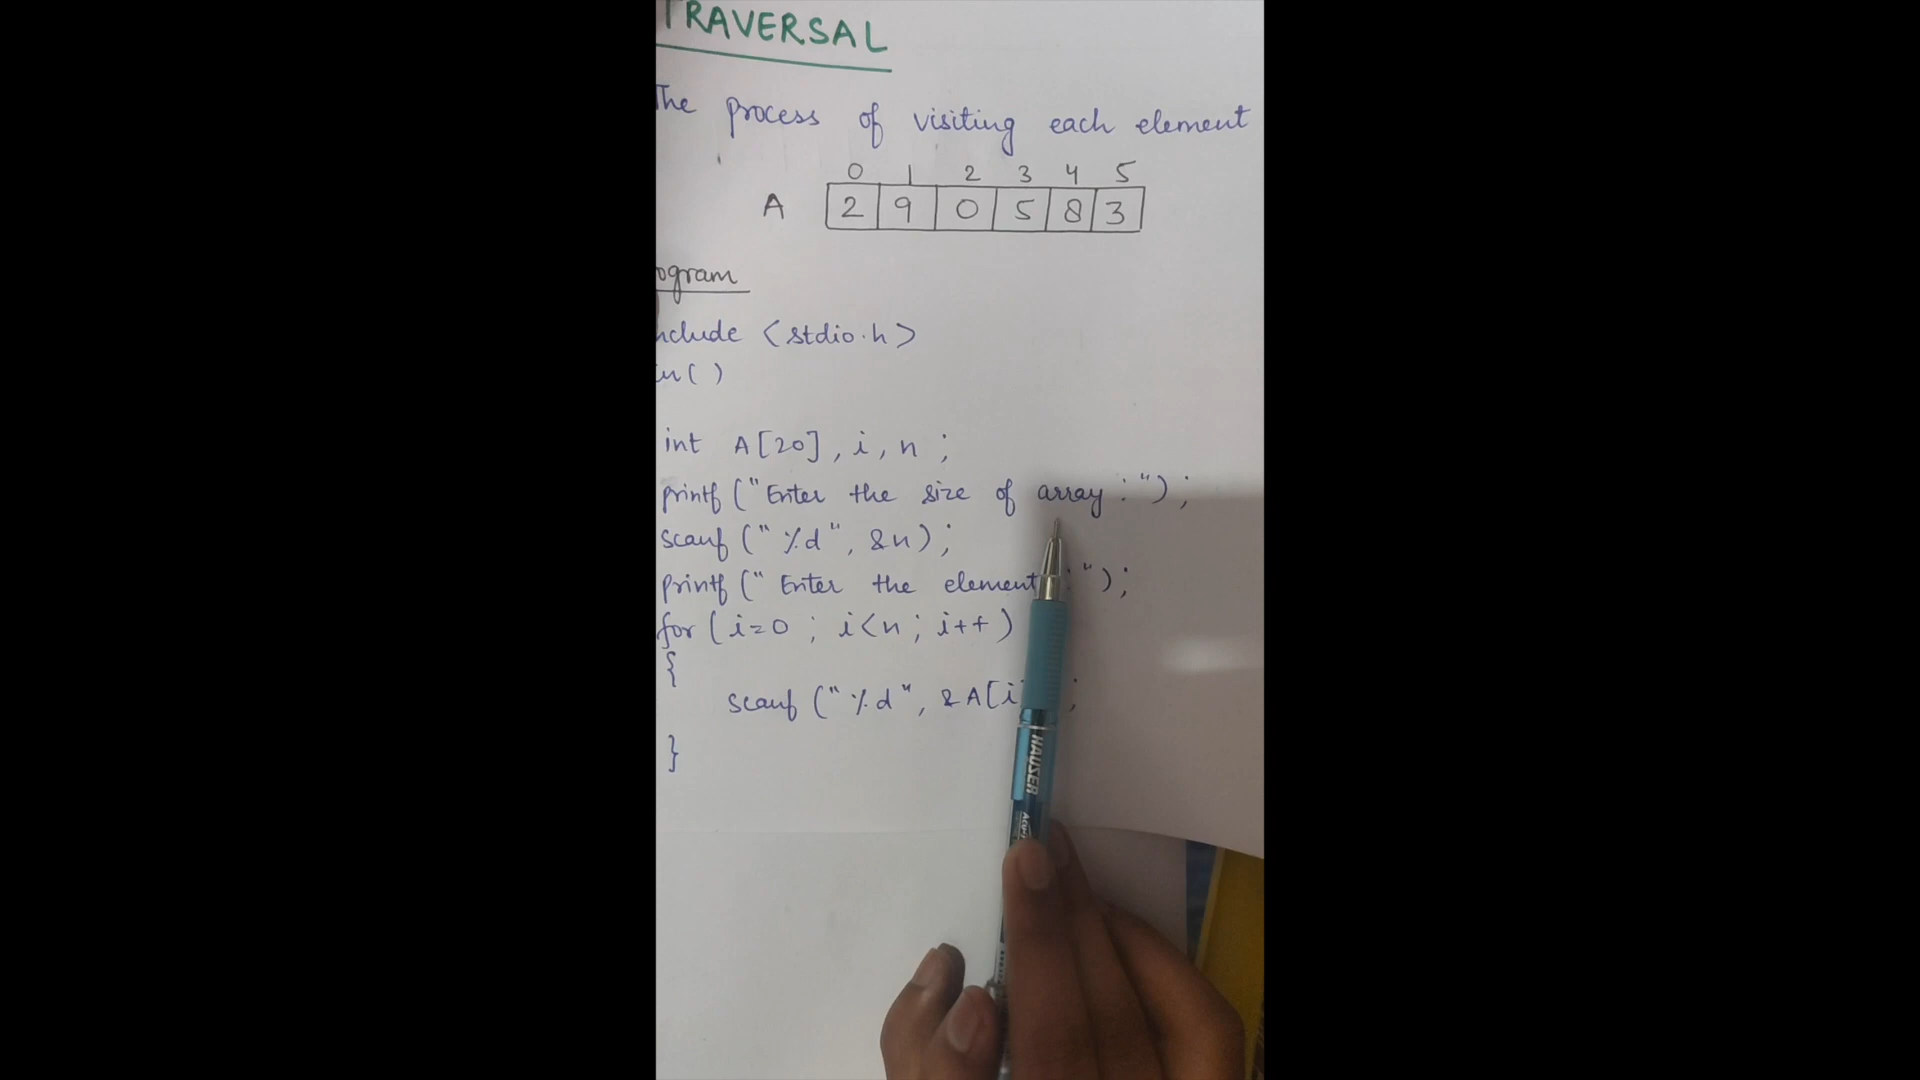 TRAVERSAL
The process of visiting each element
0 1 2 3 4 5
A 2 9 0 5 8 3
ogram
nclude <stdio.h>
in( )
int A[20], i, n ;
printf ("Enter the size of array : ") ;
scanf ("%d", &n) ;
printf (" Enter the element : ") ;
for ( i=0 ; i<n ; i++ )
{
scanf ("%d", &A[i] ;
}
HAUSER